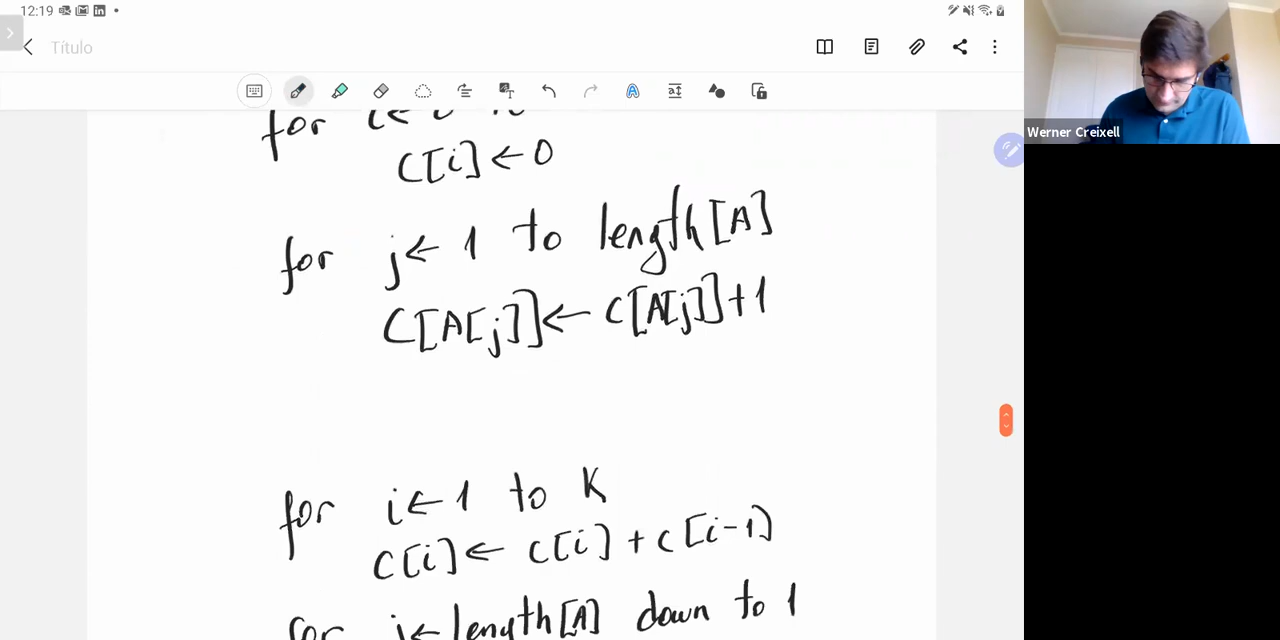 12:19
Título
for i←
C[i] ← 0
for j ← 1 to length[A]
C[A[j]] ← C[A[j]] + 1
for i ← 1 to K
C[i] ← C[i] + C[i-1]
for j ← length[A] down to 1
Werner Creixell